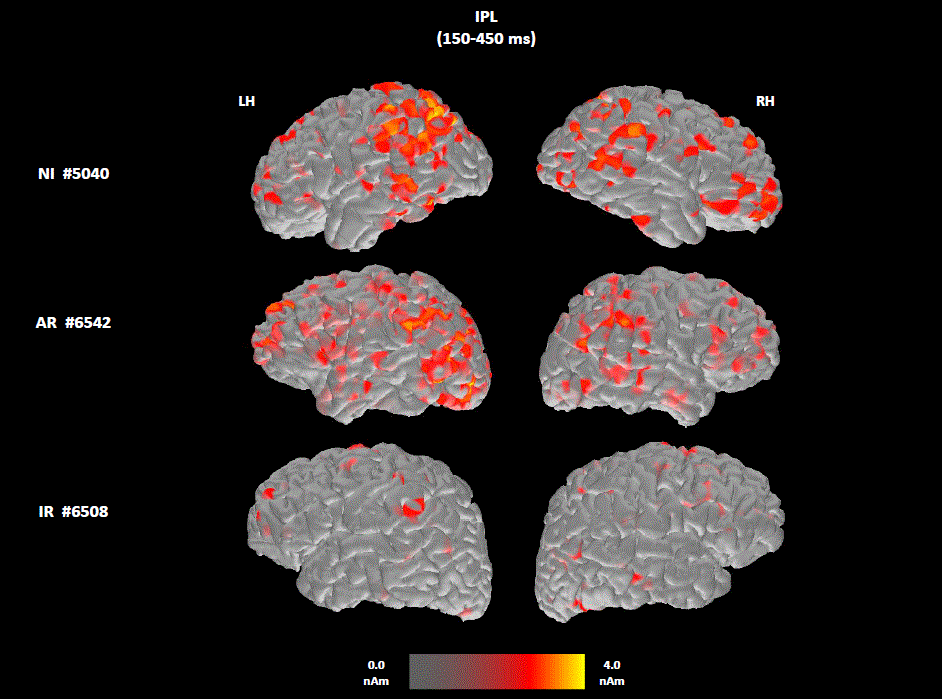 IPL
(150-450 ms)
LH
RH
NI #5040
AR #6542
IR #6508
0.0
nAm
4.0
nAm